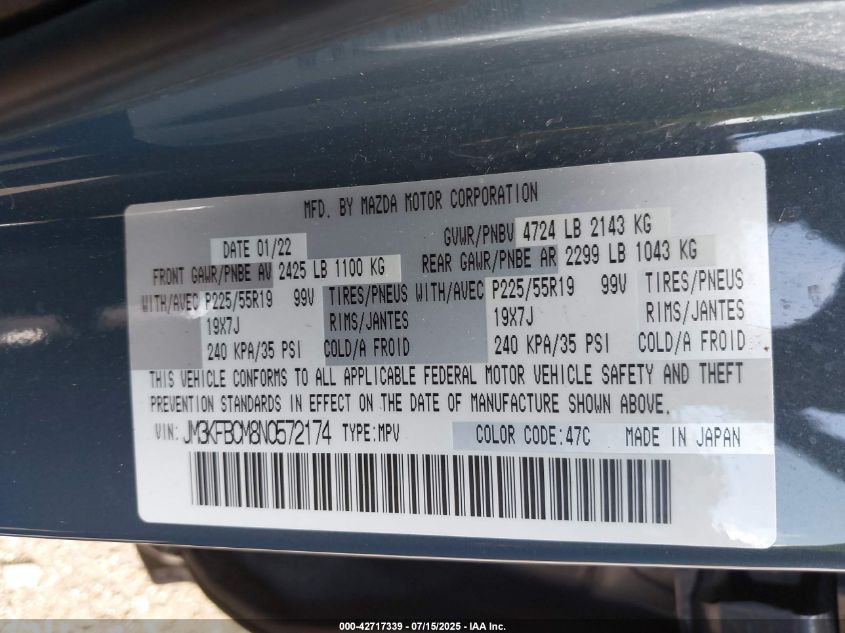 MFD. BY MAZDA MOTOR CORPORATION
DATE 01/22 GVWR/PNBV 4724 LB 2143 KG
FRONT GAWR/PNBE AV 2425 LB 1100 KG REAR GAWR/PNBE AR 2299 LB 1043 KG
WITH/AVEC P225/55R19 99V TIRES/PNEUS WITH/AVEC P225/55R19 99V TIRES/PNEUS
19X7J RIMS/JANTES 19X7J RIMS/JANTES
240 KPA/35 PSI COLD/A FROID 240 KPA/35 PSI COLD/A FROID
THIS VEHICLE CONFORMS TO ALL APPLICABLE FEDERAL MOTOR VEHICLE SAFETY AND THEFT
PREVENTION STANDARDS IN EFFECT ON THE DATE OF MANUFACTURE SHOWN ABOVE.
VIN: JM3KFBCM8N0572174 TYPE:MPV COLOR CODE:47C MADE IN JAPAN
000-42717339 - 07/15/2025 - IAA Inc.